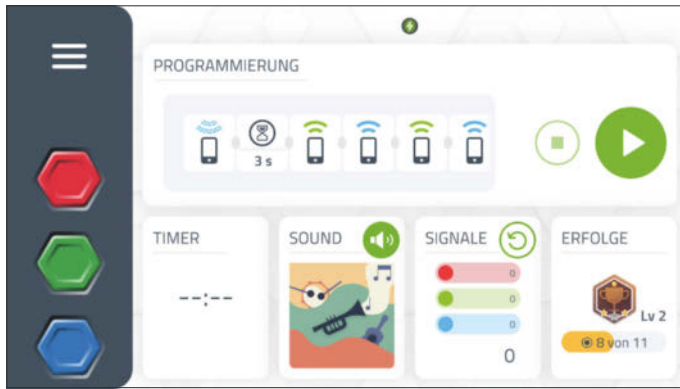 PROGRAMMIERUNG
3 s
TIMER
--:--
SOUND
SIGNALE
0
0
0
0
ERFOLGE
Lv 2
8 von 11